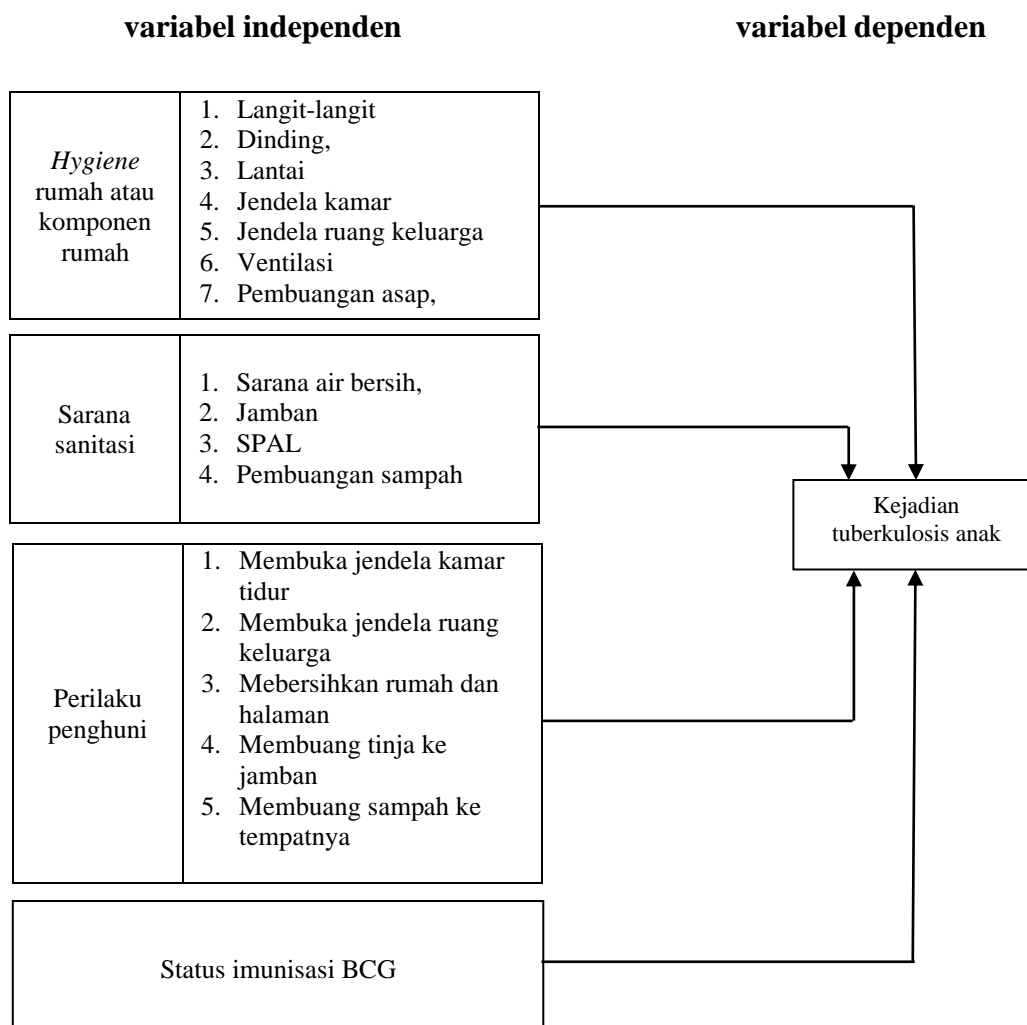 variabel independen
variabel dependen
Hygiene
rumah atau
komponen
rumah
1. Langit-langit
2. Dinding,
3. Lantai
4. Jendela kamar
5. Jendela ruang keluarga
6. Ventilasi
7. Pembuangan asap,
Sarana
sanitasi
1. Sarana air bersih,
2. Jamban
3. SPAL
4. Pembuangan sampah
Kejadian
tuberkulosis anak
Perilaku
penghuni
1. Membuka jendela kamar
tidur
2. Membuka jendela ruang
keluarga
3. Mebersihkan rumah dan
halaman
4. Membuang tinja ke
jamban
5. Membuang sampah ke
tempatnya
Status imunisasi BCG